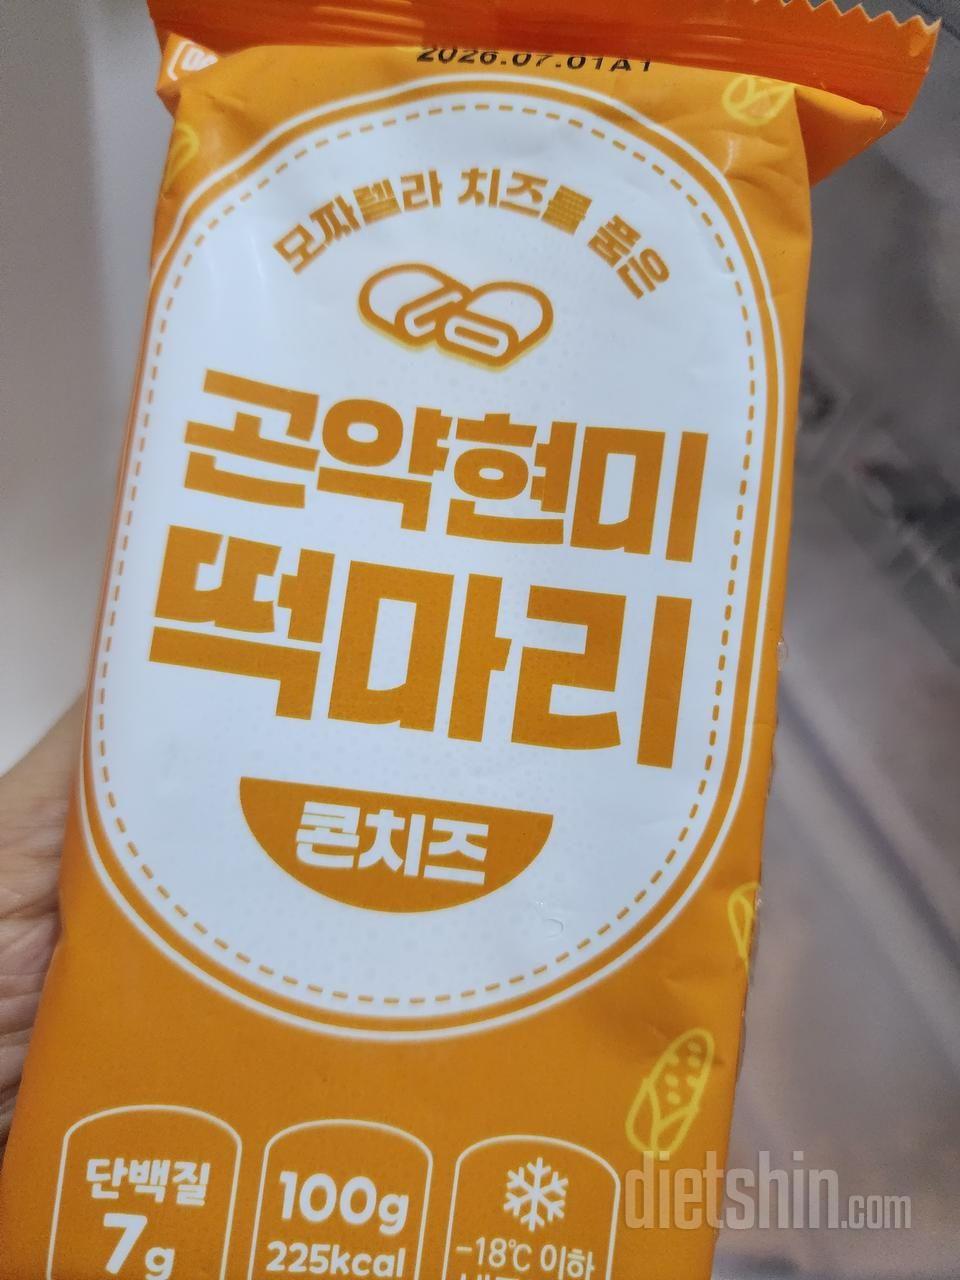 2026.07.01A1
모짜렐라 치즈를 품은
곤약현미
떡마리
콘치즈
단백질
7g
100g
225kcal
-18℃ 이하
dietshin.com